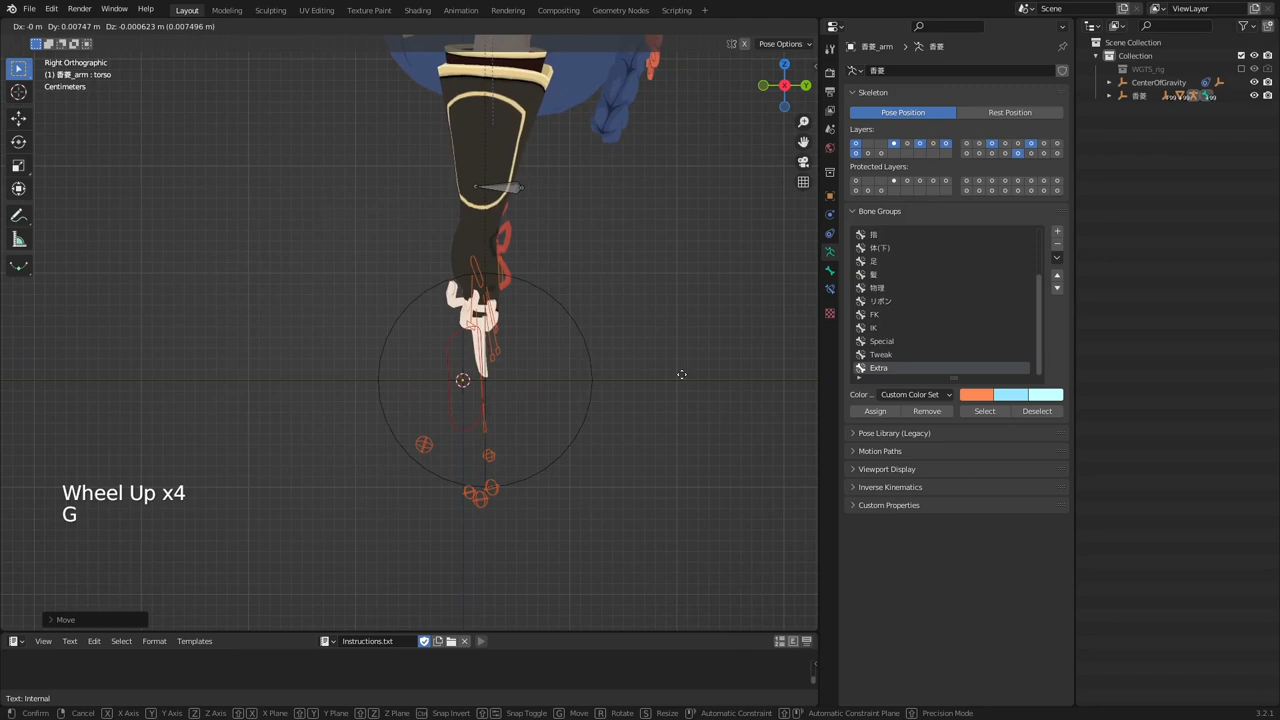 File Edit Render Window Help
Layout Modeling Sculpting UV Editing Texture Paint Shading Animation Rendering Compositing Geometry Nodes Scripting +
Scene
ViewLayer
Dx: -0 m Dy: 0.00747 m Dz: -0.000623 m (0.007496 m)
X Pose Options
Right Orthographic
(1) 香菱_arm : torso
Centimeters
Z
X
Y
Wheel Up x4
G
Move
香菱_arm
香菱
香菱
Skeleton
Pose Position Rest Position
Layers:
Protected Layers:
Bone Groups
指
体(下)
足
髪
物理
リボン
FK
IK
Special
Tweak
Extra
Color ... Custom Color Set
Assign Remove Select Deselect
Pose Library (Legacy)
Motion Paths
Viewport Display
Inverse Kinematics
Custom Properties
Scene Collection
Collection
WGTS_rig
CenterOfGravity
香菱
View Text Edit Select Format Templates
Instructions.txt
Text: Internal
Confirm Cancel X X Axis Y Y Axis Z Z Axis X X Plane Y Y Plane Z Z Plane Snap Invert Snap Toggle G Move R Rotate S Resize Automatic Constraint Automatic Constraint Plane Precision Mode
3.2.1